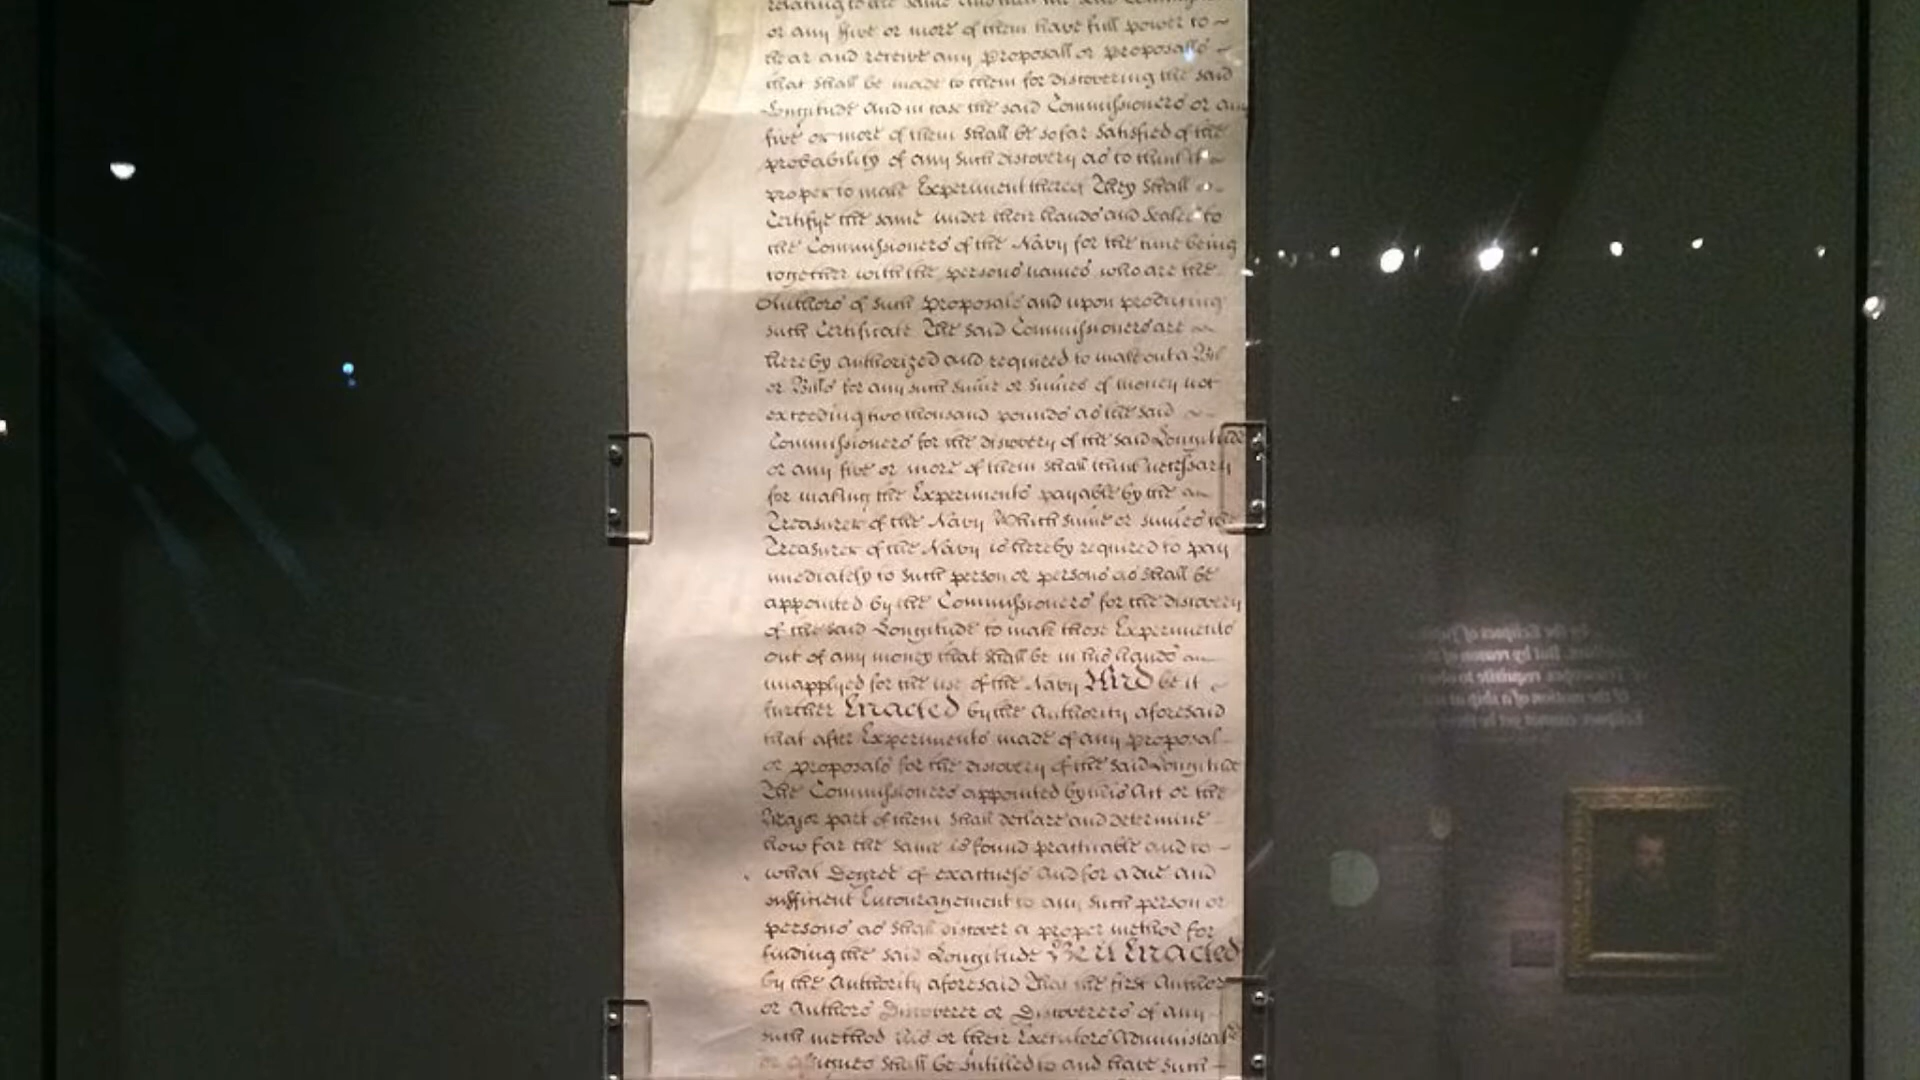 relating to the same And that the said Commiss
or any five or more of them have full power to
hear and receive any proposall or proposalls
that shall be made to them for discovering the said
Longitude And in case the said Commissioners or any
five or more of them shall be so far Satisfied of the
probability of any such discovery as to think it
proper to make Experiment thereof They shall
Certifye the same under their hands and Seales to
the Commissioners of the Navy for the time being
together with the persons names who are the
Authors of such Proposals and upon producing
such Certificate The said Commissioners are
hereby authorized and required to make out a Bill
or Bills for any such sume or sumes of money not
exceeding two thousand pounds as the said
Commissioners for the discovery of the said Longitude
or any five or more of them shall think necessary
for making the Experiments payable by the
Treasurer of the Navy Which sume or sumes the
Treasurer of the Navy is hereby required to pay
imediately to such person or persons as shall be
appointed by the Commissioners for the discovery
of the said Longitude to make those Experiments
out of any money that shall be in his hands
unapplyed for the use of the Navy And be it
further Enacted by the Authority aforesaid
that after Experiments made of any proposal
or proposals for the discovery of the said Longitude
The Commissioners appointed by this Act or the
Major part of them shall declare and determine
how far the same is found practicable and to
what Degree of exactness And for a due and
sufficient Encouragement to any such person or
persons as shall discover a proper method for
finding the said Longitude Be it Enacted
by the Authority aforesaid That the first Author
or Authors Discoverer or Discoverers of any
such method his or their Executors Administrat
or Assignes shall be Intitled to and have such